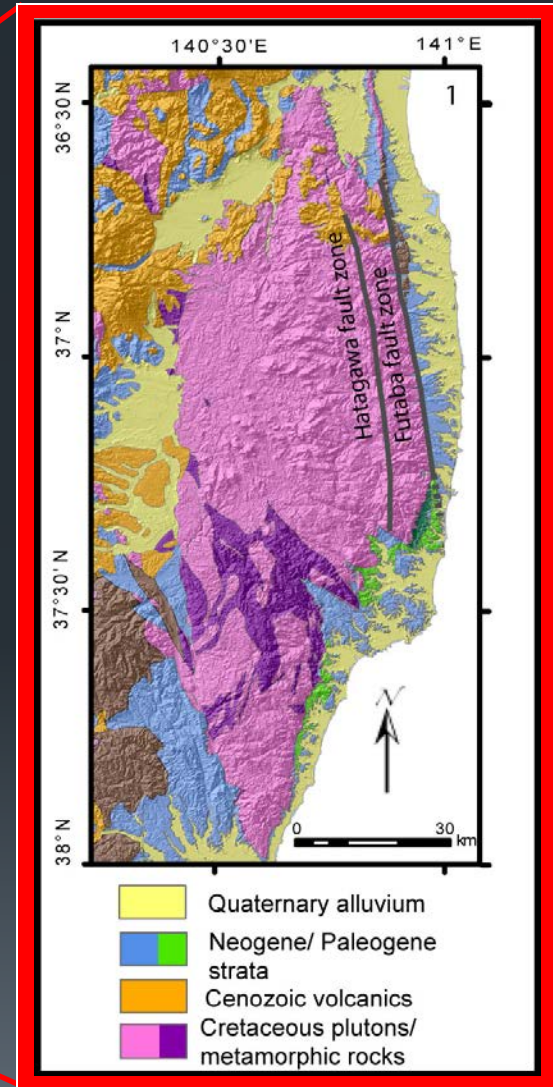 140°30'E
141°E
1
36°30N
37°N
37°30'N
38°N
Hatagawa fault zone
Futaba fault zone
N
0
30
km
Quaternary alluvium
Neogene/ Paleogene
strata
Cenozoic volcanics
Cretaceous plutons/
metamorphic rocks